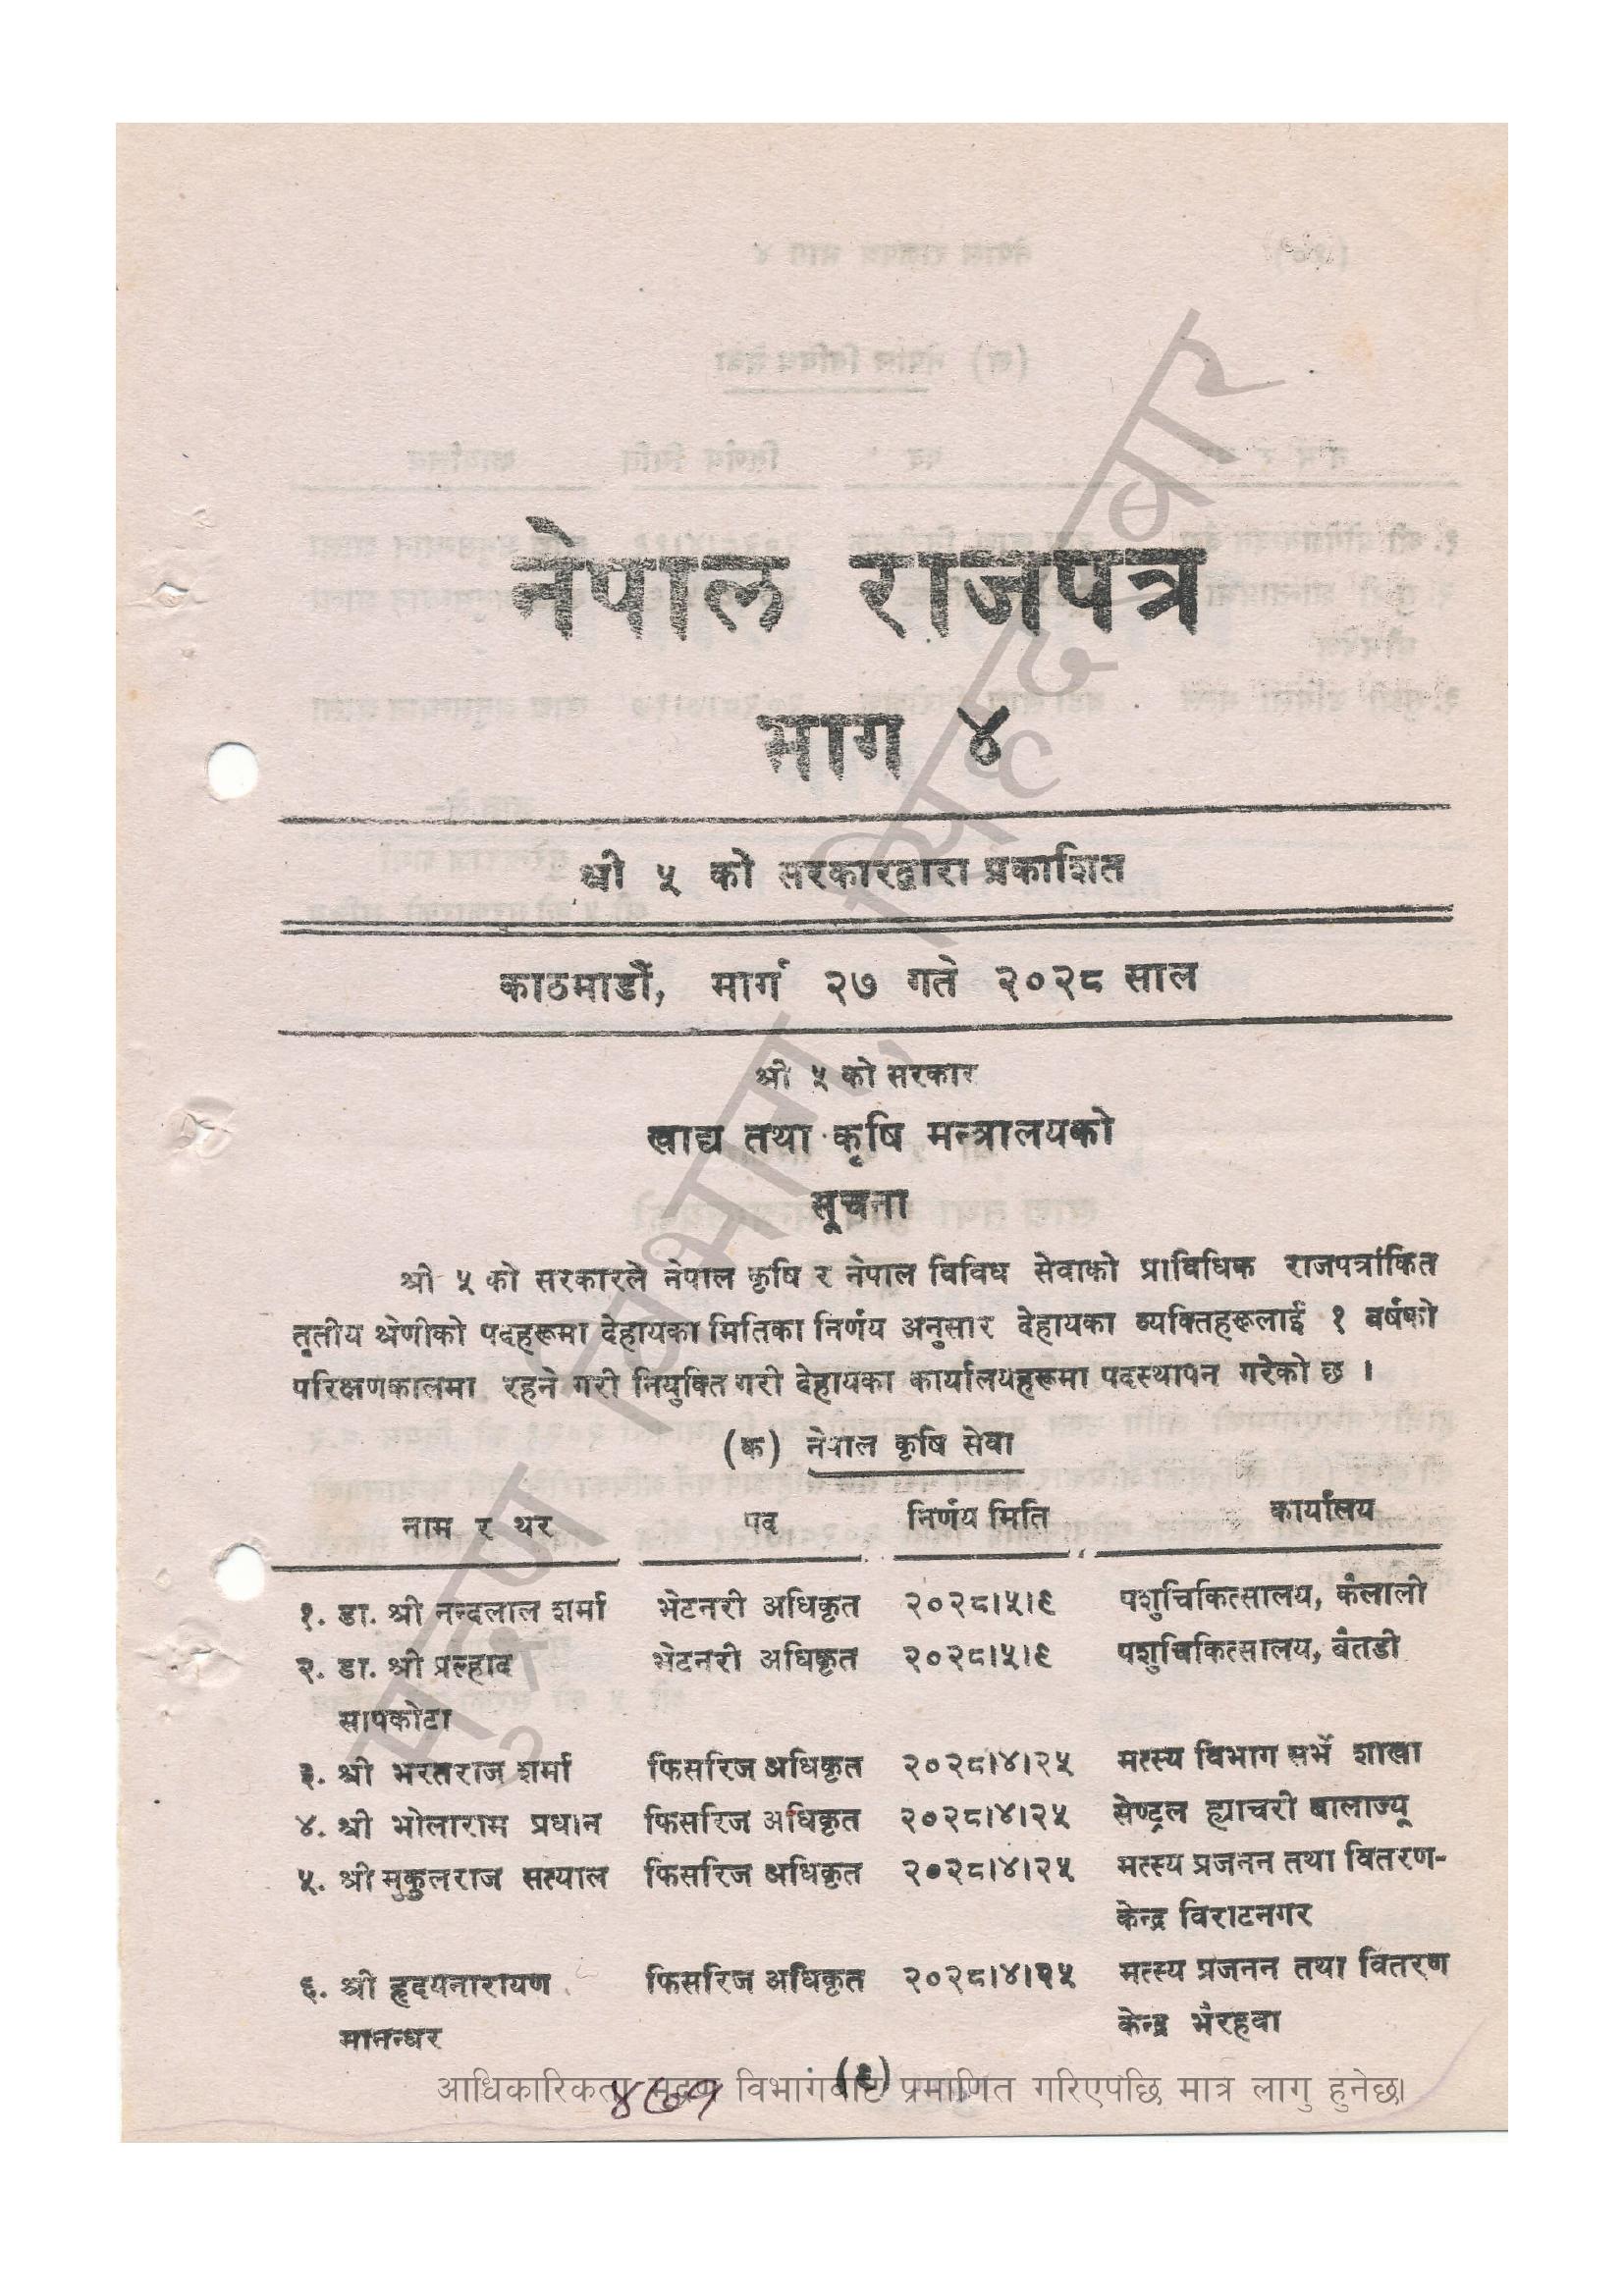 नेपाल राजपत्र
भाग ४
श्री ५ को सरकारद्वारा प्रकाशित
काठमाडौं, मार्ग २७ गते २०२८ साल
श्री ५ को सरकार
खाद्य तथा कृषि मन्त्रालयको
सूचना
श्री ५ को सरकारले नेपाल कृषि र नेपाल विविध सेवाको प्राविधिक राजपत्रांकित
तृतीय श्रेणीको पदहरूमा देहायका मितिका निर्णय अनुसार देहायका व्यक्तिहरूलाई १ वर्षको
परिक्षणकालमा रहने गरी नियुक्ति गरी देहायका कार्यालयहरूमा पदस्थापन गरेको छ ।
(क) नेपाल कृषि सेवा
नाम र थर पद निर्णय मिति कार्यालय
१. डा. श्री नन्दलाल शर्मा भेटनरी अधिकृत २०२८।५।९ पशुचिकित्सालय, कैलाली
२. डा. श्री प्रल्हाद भेटनरी अधिकृत २०२८।५।९ पशुचिकित्सालय, बैतडी
सापकोटा
३. श्री भरतराज शर्मा फिसरिज अधिकृत २०२८।४।२५ मत्स्य विभाग सर्भे शाखा
४. श्री भोलाराम प्रधान फिसरिज अधिकृत २०२८।४।२५ सेण्ट्रल ह्याचरी बालाज्यू
५. श्री मुकुलराज सत्याल फिसरिज अधिकृत २०२८।४।२५ मत्स्य प्रजनन तथा वितरण-
केन्द्र विराटनगर
६. श्री हृदयनारायण फिसरिज अधिकृत २०२८।४।२५ मत्स्य प्रजनन तथा वितरण
मानन्धर केन्द्र भैरहवा
आधिकारिकता मुद्रण विभागबाट प्रमाणित गरिएपछि मात्र लागु हुनेछ।
मुद्रण विभाग, सिंहदरवार